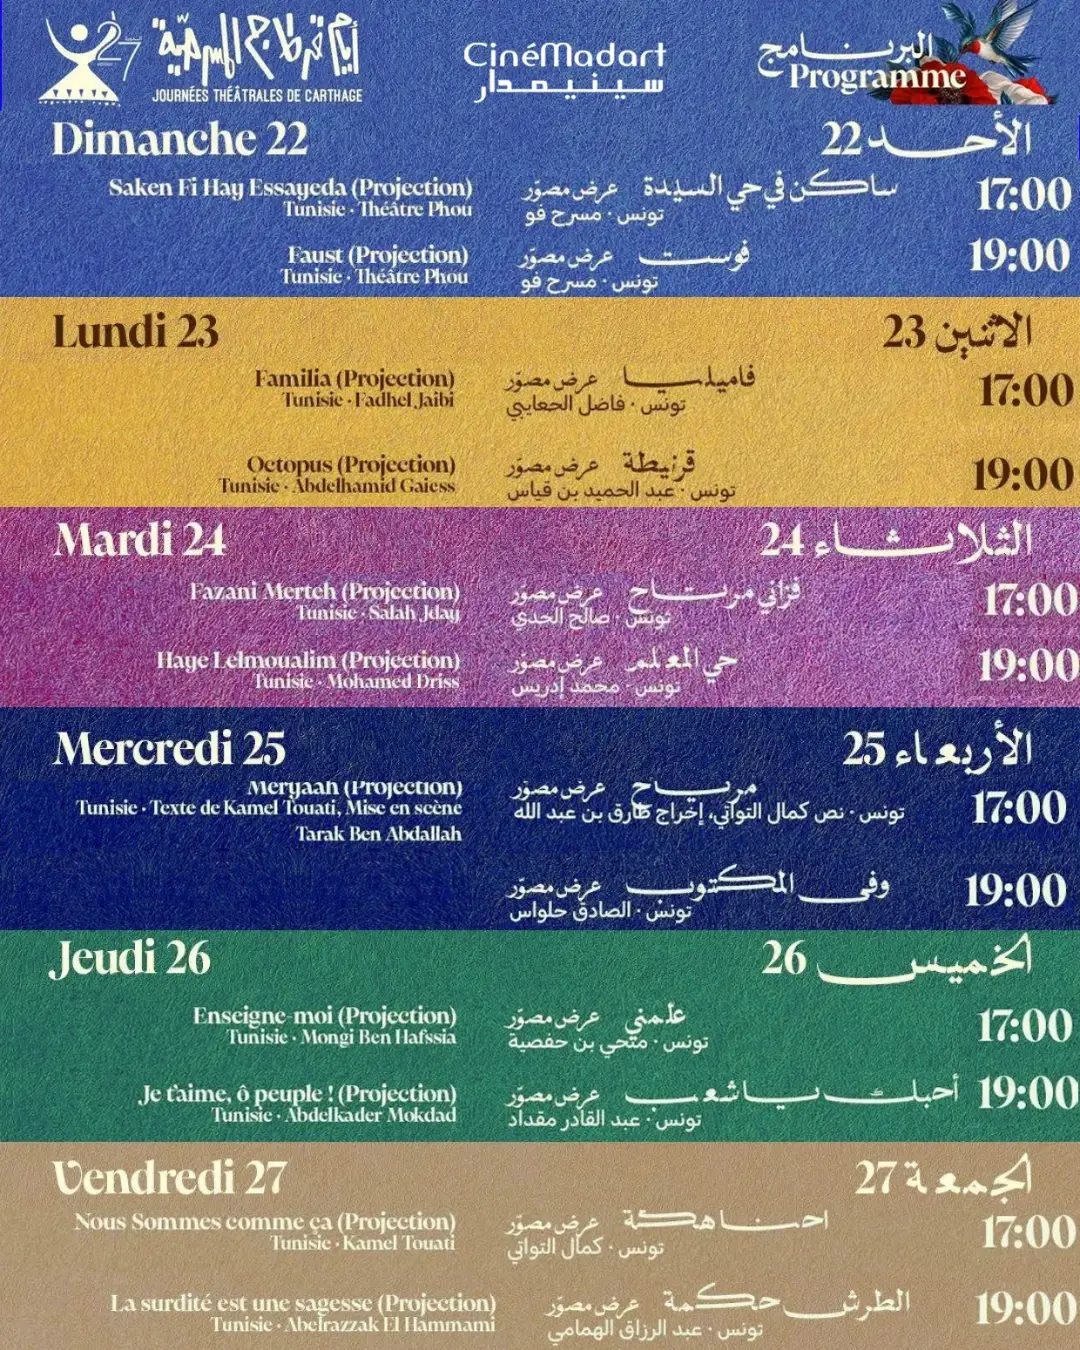 أيام قرطاج المسرحية
27
JOURNÉES THÉÂTRALES DE CARTHAGE
CinéMadart
سينيمدار
البرنامج
Programme
Dimanche 22
الأحد 22
Saken Fi Hay Essayeda (Projection)
Tunisie · Théâtre Phou
ساكن في حي السيدة عرض مصوّر
تونس · مسرح فو
17:00
Faust (Projection)
Tunisie · Théâtre Phou
فوست عرض مصوّر
تونس · مسرح فو
19:00
Lundi 23
الاثنين 23
Familia (Projection)
Tunisie · Fadhel Jaibi
فاميليا عرض مصوّر
تونس · فاضل الجعايبي
17:00
Octopus (Projection)
Tunisie · Abdelhamid Gaiess
قرنيطة عرض مصوّر
تونس · عبد الحميد بن قياس
19:00
Mardi 24
الثلاثاء 24
Fazani Merteh (Projection)
Tunisie · Salah Jday
فزاني مرتاح عرض مصوّر
تونس · صالح الجدي
17:00
Haye Lelmoualim (Projection)
Tunisie · Mohamed Driss
حي المعلم عرض مصوّر
تونس · محمد إدريس
19:00
Mercredi 25
الأربعاء 25
Meryaah (Projection)
Tunisie · Texte de Kamel Touati, Mise en scène
Tarak Ben Abdallah
مرياح عرض مصوّر
تونس · نص كمال التواتي، إخراج طارق بن عبد الله
17:00
وفى المكتوب عرض مصوّر
تونس · الصادق حلواس
19:00
Jeudi 26
الخميس 26
Enseigne-moi (Projection)
Tunisie · Mongi Ben Hafssia
علمني عرض مصوّر
تونس · منجي بن حفصية
17:00
Je t'aime, ô peuple ! (Projection)
Tunisie · Abdelkader Mokdad
أحبك ياشعب عرض مصوّر
تونس · عبد القادر مقداد
19:00
Vendredi 27
الجمعة 27
Nous Sommes comme ça (Projection)
Tunisie · Kamel Touati
احنا هكة عرض مصوّر
تونس · كمال التواتي
17:00
La surdité est une sagesse (Projection)
Tunisie · Abelrazzak El Hammami
الطرش حكمة عرض مصوّر
تونس · عبد الرزاق الهمامي
19:00